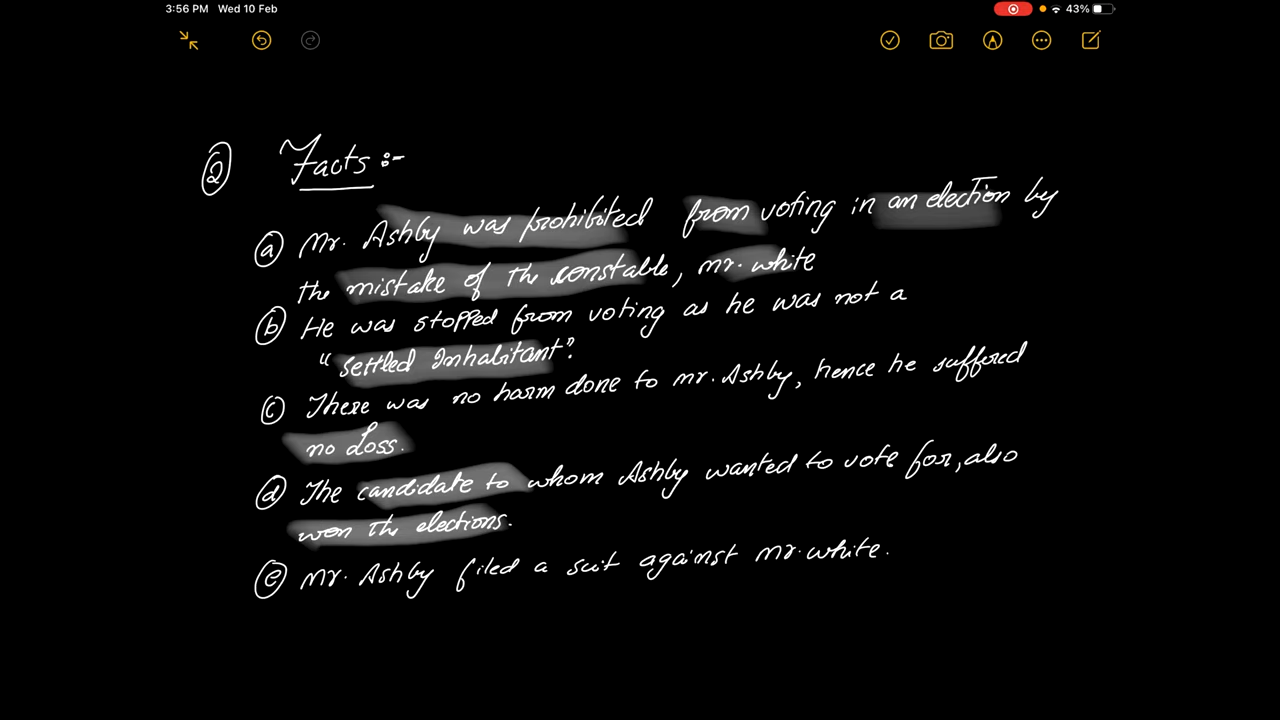 3:56 PM Wed 10 Feb 43%
② Facts :-
ⓐ Mr. Ashby was prohibited from voting in an election by
the mistake of the constable, mr. white
ⓑ He was stopped from voting as he was not a
"settled Inhabitant".
ⓒ There was no harm done to mr. Ashby, hence he suffered
no Loss.
ⓓ The candidate to whom Ashby wanted to vote for, also
won the elections.
ⓔ Mr. Ashby filed a suit against mr. white.